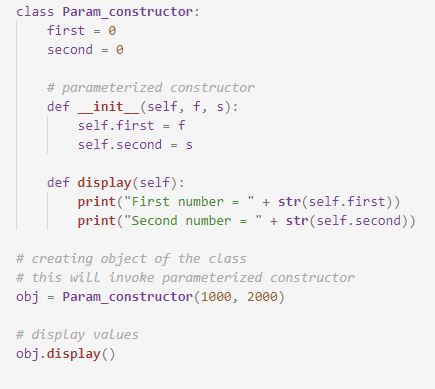 class Param_constructor:
    first = 0
    second = 0
    # parameterized constructor
    def __init__(self, f, s):
        self.first = f
        self.second = s
    def display(self):
        print("First number = " + str(self.first))
        print("Second number = " + str(self.second))
# creating object of the class
# this will invoke parameterized constructor
obj = Param_constructor(1000, 2000)
# display values
obj.display()